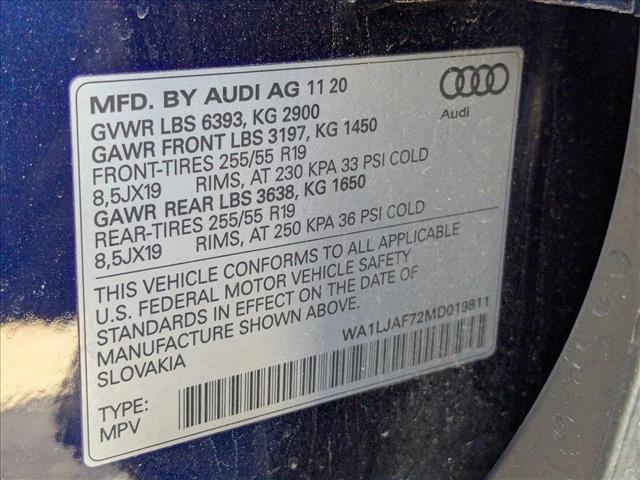 MFD. BY AUDI AG 11 20
GVWR LBS 6393, KG 2900
GAWR FRONT LBS 3197, KG 1450
FRONT-TIRES 255/55 R19
8,5JX19 RIMS, AT 230 KPA 33 PSI COLD
GAWR REAR LBS 3638, KG 1650
REAR-TIRES 255/55 R19
8,5JX19 RIMS, AT 250 KPA 36 PSI COLD
Audi
THIS VEHICLE CONFORMS TO ALL APPLICABLE
U.S. FEDERAL MOTOR VEHICLE SAFETY
STANDARDS IN EFFECT ON THE DATE OF
MANUFACTURE SHOWN ABOVE.
SLOVAKIA
WA1LJAF72MD019811
TYPE:
MPV